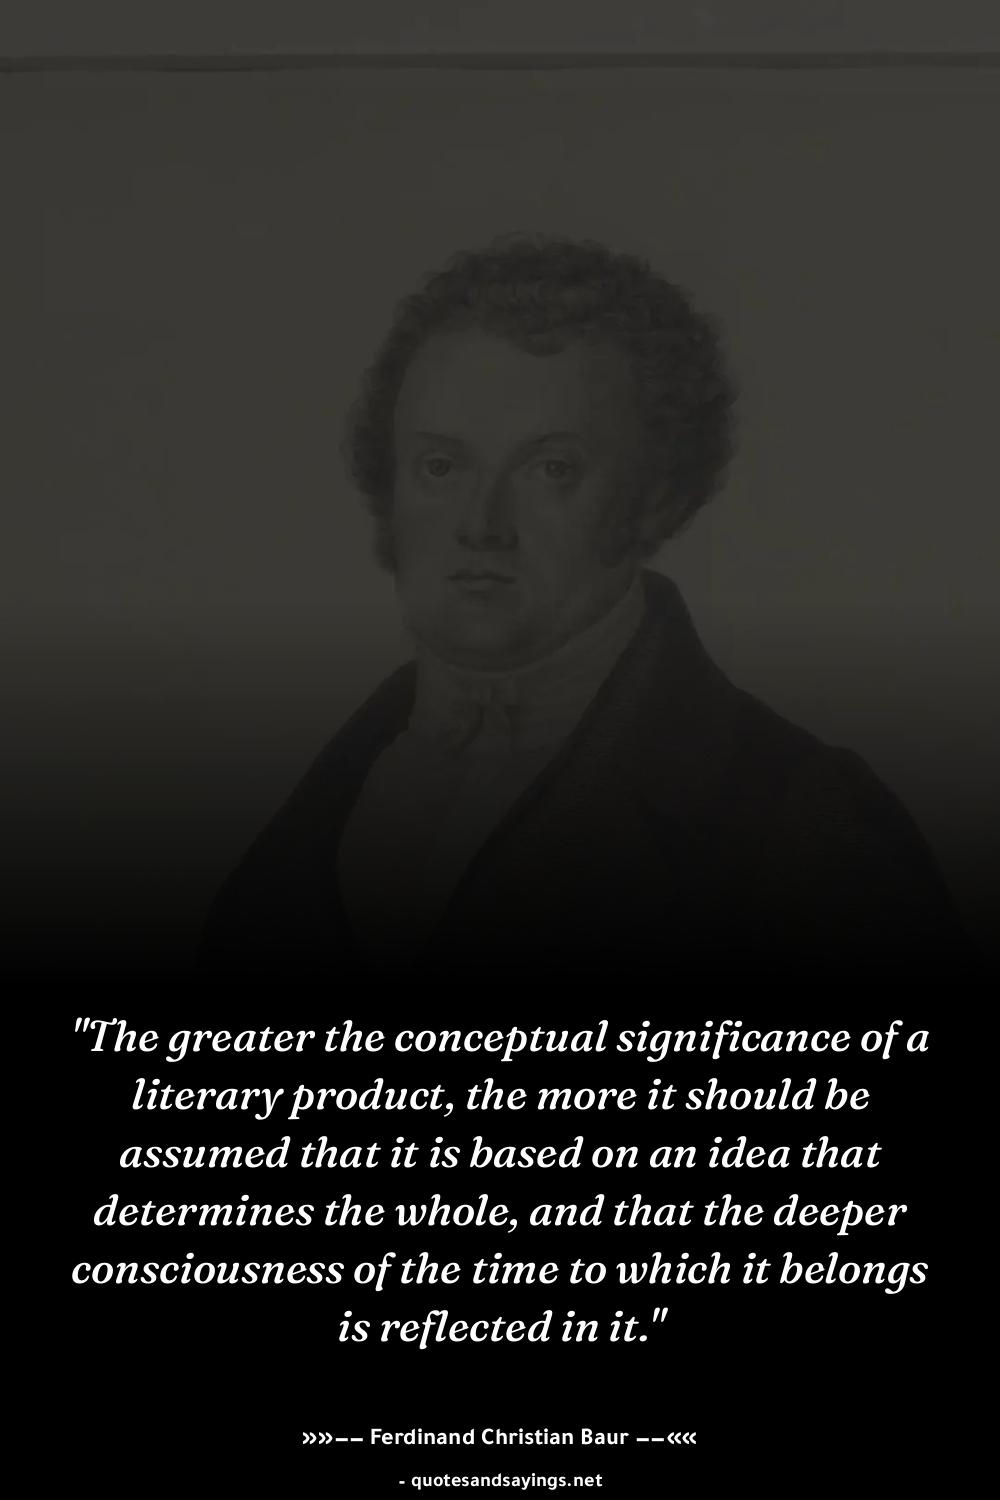 "The greater the conceptual significance of a
literary product, the more it should be
assumed that it is based on an idea that
determines the whole, and that the deeper
consciousness of the time to which it belongs
is reflected in it."
»»–– Ferdinand Christian Baur ––««
- quotesandsayings.net